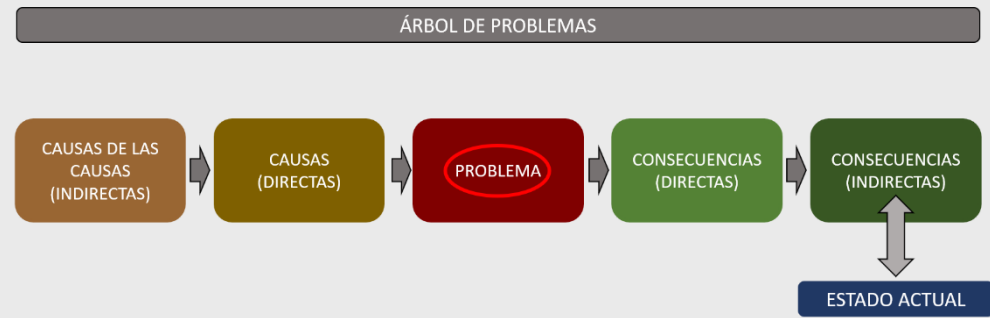 ÁRBOL DE PROBLEMAS
CAUSAS DE LAS
CAUSAS
(INDIRECTAS)
CAUSAS
(DIRECTAS)
PROBLEMA
CONSECUENCIAS
(DIRECTAS)
CONSECUENCIAS
(INDIRECTAS)
ESTADO ACTUAL